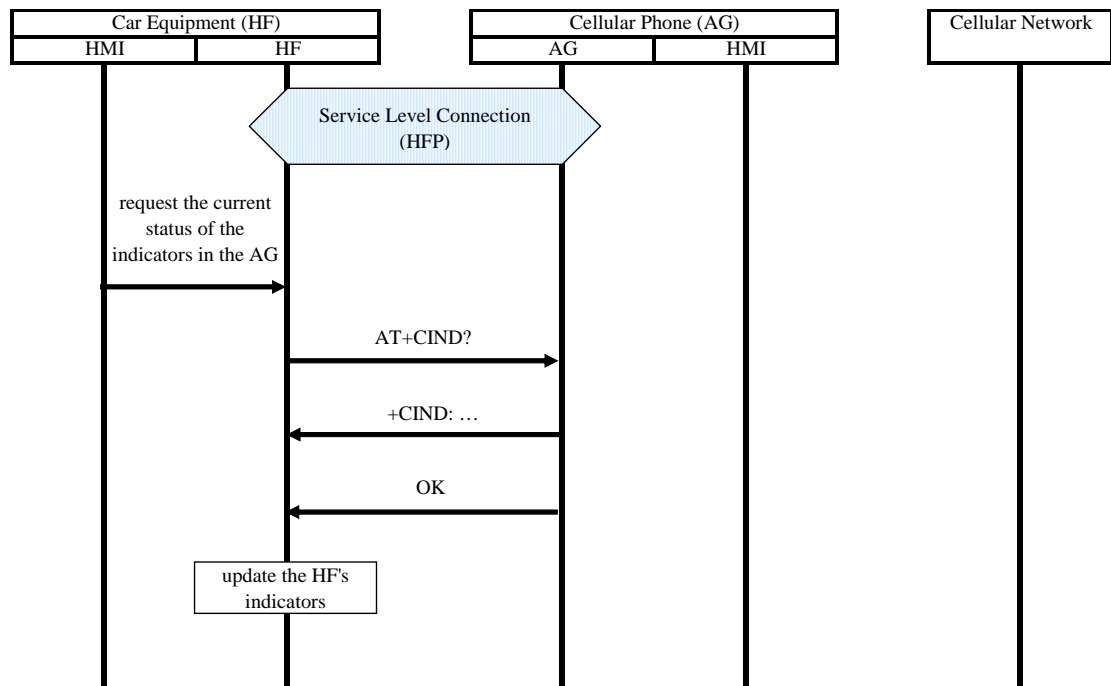 Car Equipment (HF)
HMI
HF
Cellular Phone (AG)
AG
HMI
Cellular Network
Service Level Connection
(HFP)
request the current
status of the
indicators in the AG
AT+CIND?
+CIND: …
OK
update the HF's
indicators